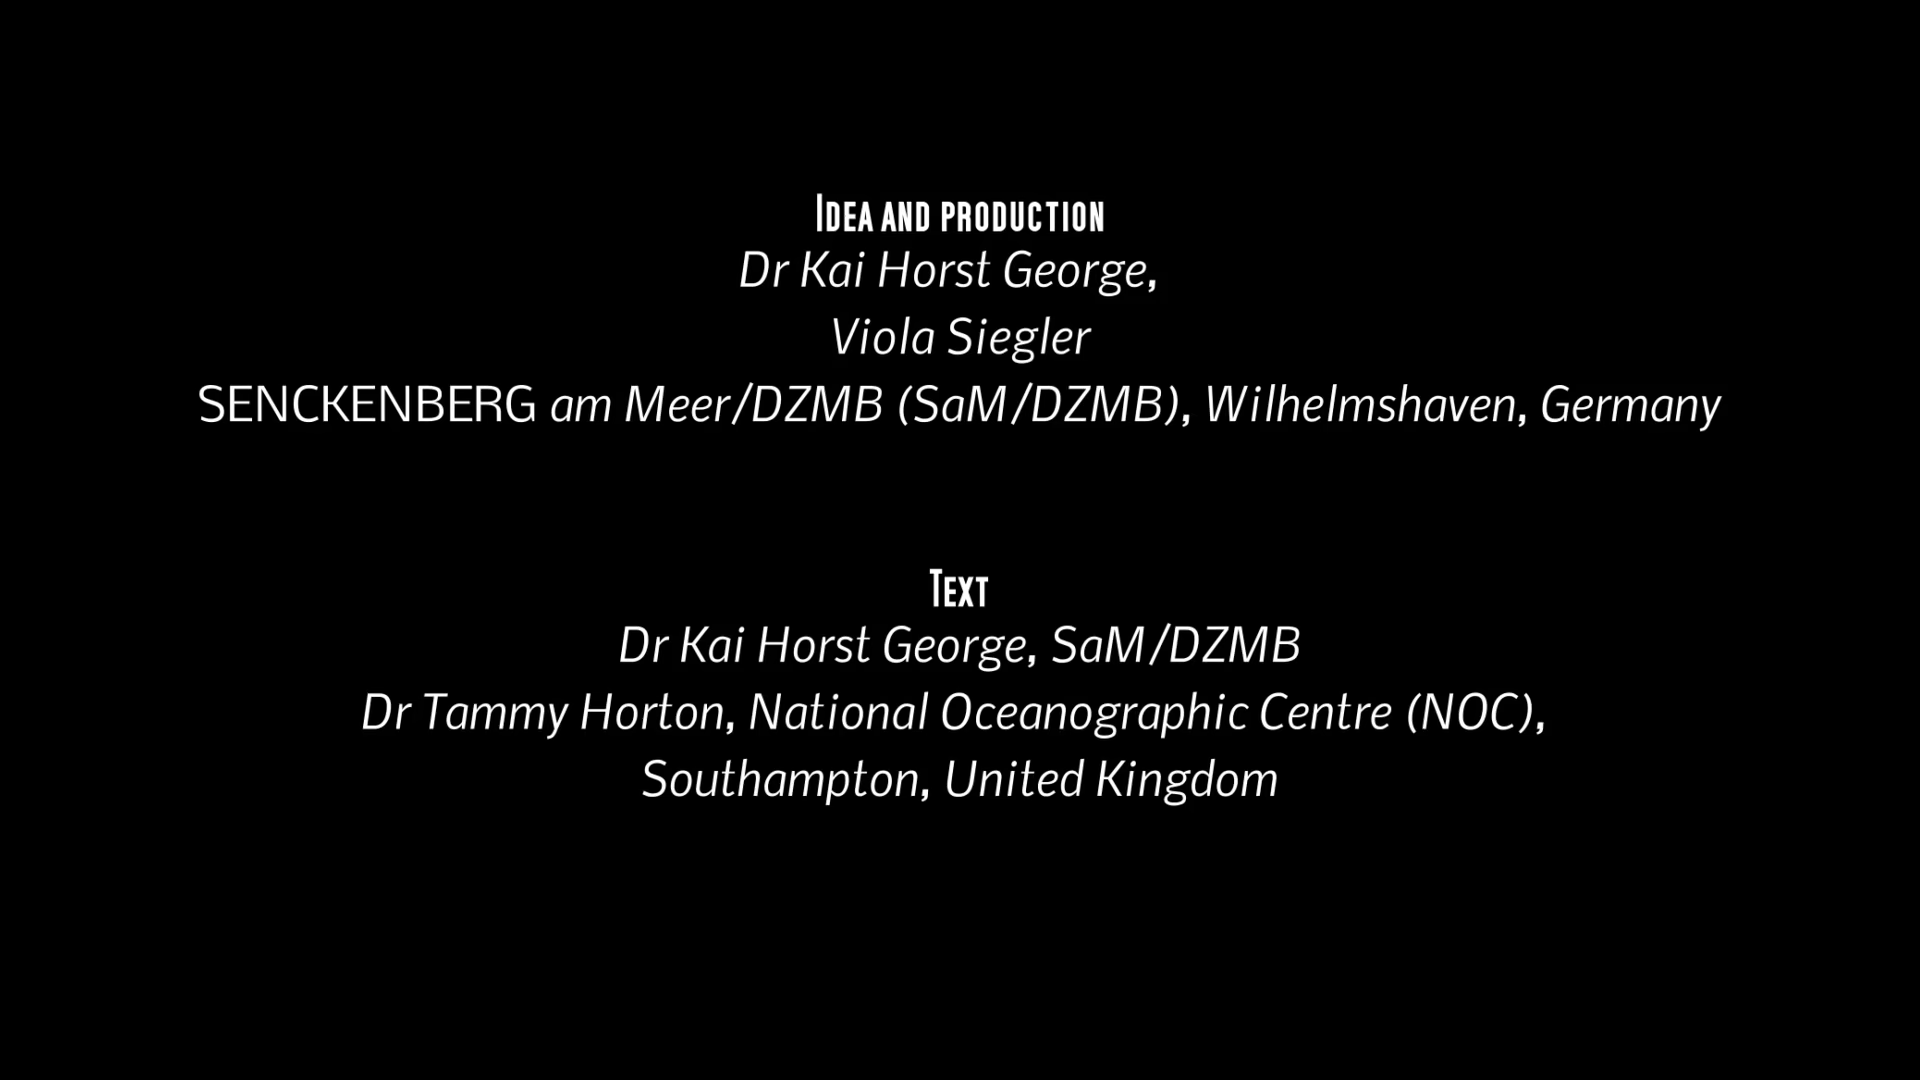 Idea and production
Dr Kai Horst George,
Viola Siegler
SENCKENBERG am Meer/DZMB (SaM/DZMB), Wilhelmshaven, Germany
Text
Dr Kai Horst George, SaM/DZMB
Dr Tammy Horton, National Oceanographic Centre (NOC),
Southampton, United Kingdom